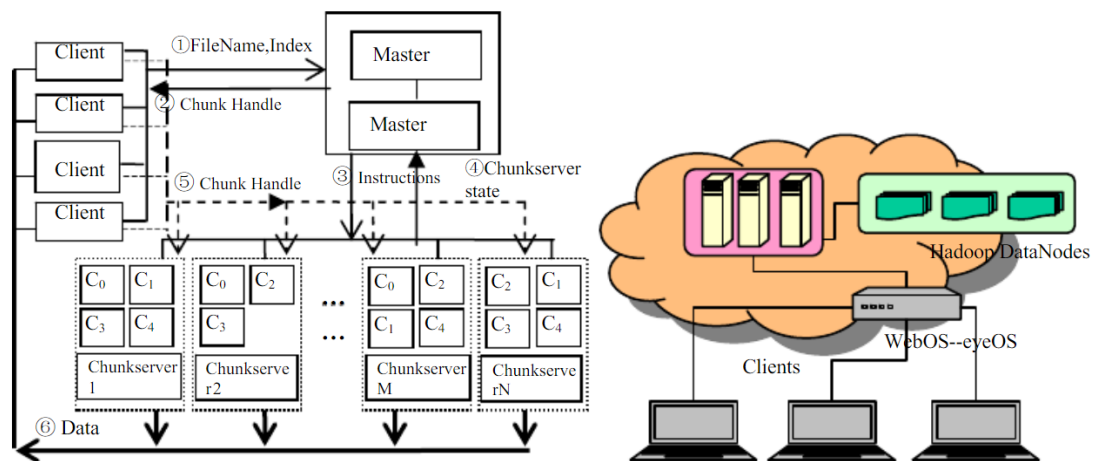 Client
Client
Client
Client
①FileName,Index
② Chunk Handle
Master
Master
③ Instructions
④Chunkserver
state
⑤ Chunk Handle
C₀ C₁
C₃ C₄
Chunkserver
1
C₀ C₂
C₃
Chunkserve
r2
...
...
C₀ C₂
C₁ C₄
Chunkserver
M
C₂ C₁
C₃ C₄
Chunkserve
rN
⑥ Data
Hadoop DataNodes
WebOS--eyeOS
Clients